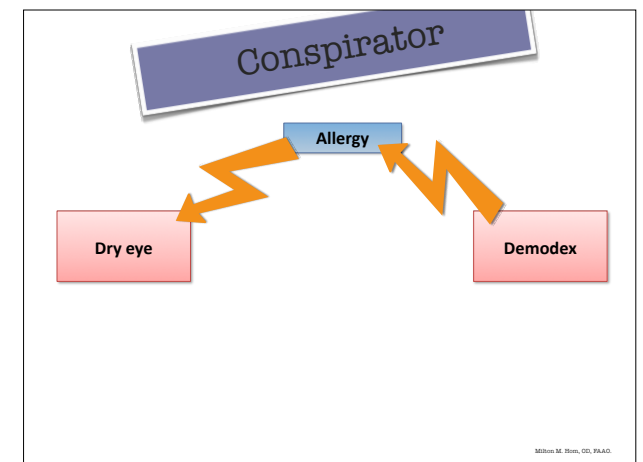 Conspirator
Allergy
Dry eye
Demodex
Milton M. Hom, OD, FAAO.